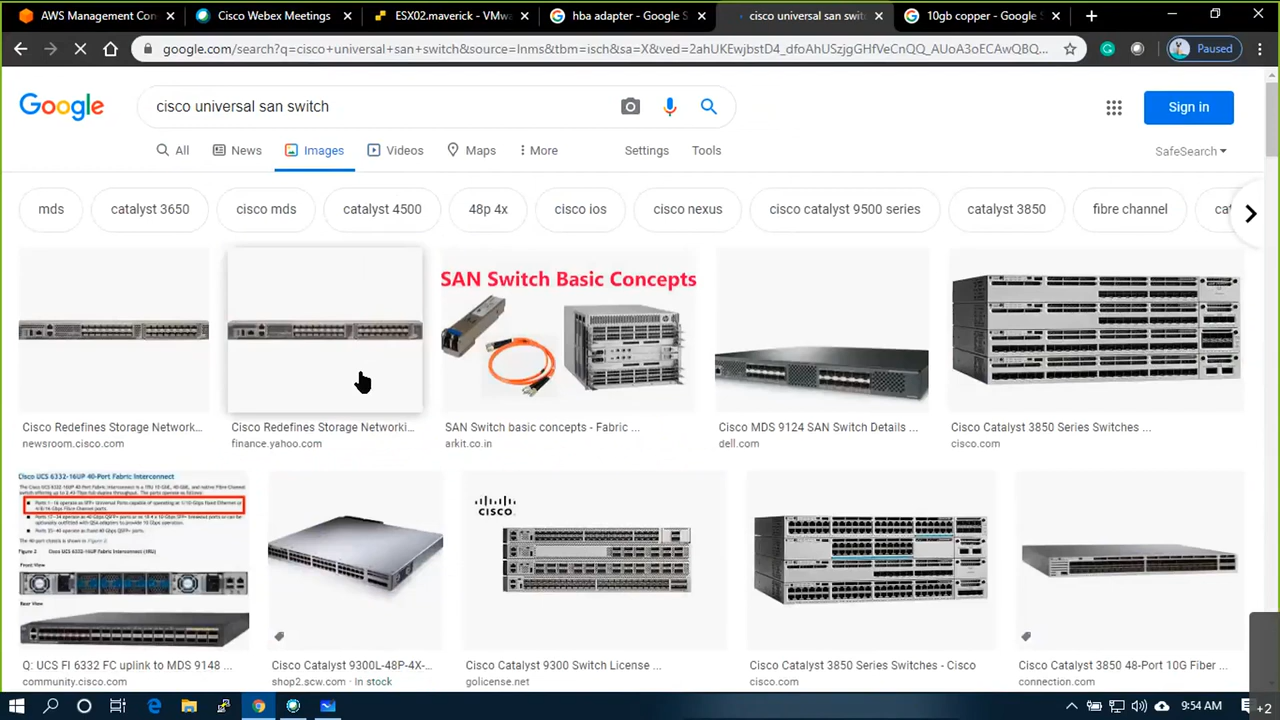 AWS Management Con
Cisco Webex Meetings
ESX02.maverick - VMwa
hba adapter - Google S
cisco universal san swit
10gb copper - Google S
google.com/search?q=cisco+universal+san+switch&source=lnms&tbm=isch&sa=X&ved=2ahUKEwjbstD4_dfoAhUSzjgGHfVeCnQQ_AUoA3oECAwQBQ...
Paused
Google
cisco universal san switch
Sign in
All
News
Images
Videos
Maps
More
Settings
Tools
SafeSearch
mds
catalyst 3650
cisco mds
catalyst 4500
48p 4x
cisco ios
cisco nexus
cisco catalyst 9500 series
catalyst 3850
fibre channel
cat
SAN Switch Basic Concepts
Cisco Redefines Storage Network...
newsroom.cisco.com
Cisco Redefines Storage Networki...
finance.yahoo.com
SAN Switch basic concepts - Fabric ...
arkit.co.in
Cisco MDS 9124 SAN Switch Details ...
dell.com
Cisco Catalyst 3850 Series Switches ...
cisco.com
Cisco UCS 6332-16UP 40-Port Fabric Interconnect
Front View
Rear View
CISCO
Q: UCS FI 6332 FC uplink to MDS 9148 ...
community.cisco.com
Cisco Catalyst 9300L-48P-4X-...
shop2.scw.com · In stock
Cisco Catalyst 9300 Switch License ...
golicense.net
Cisco Catalyst 3850 Series Switches - Cisco
cisco.com
Cisco Catalyst 3850 48-Port 10G Fiber ...
connection.com
9:54 AM
+2